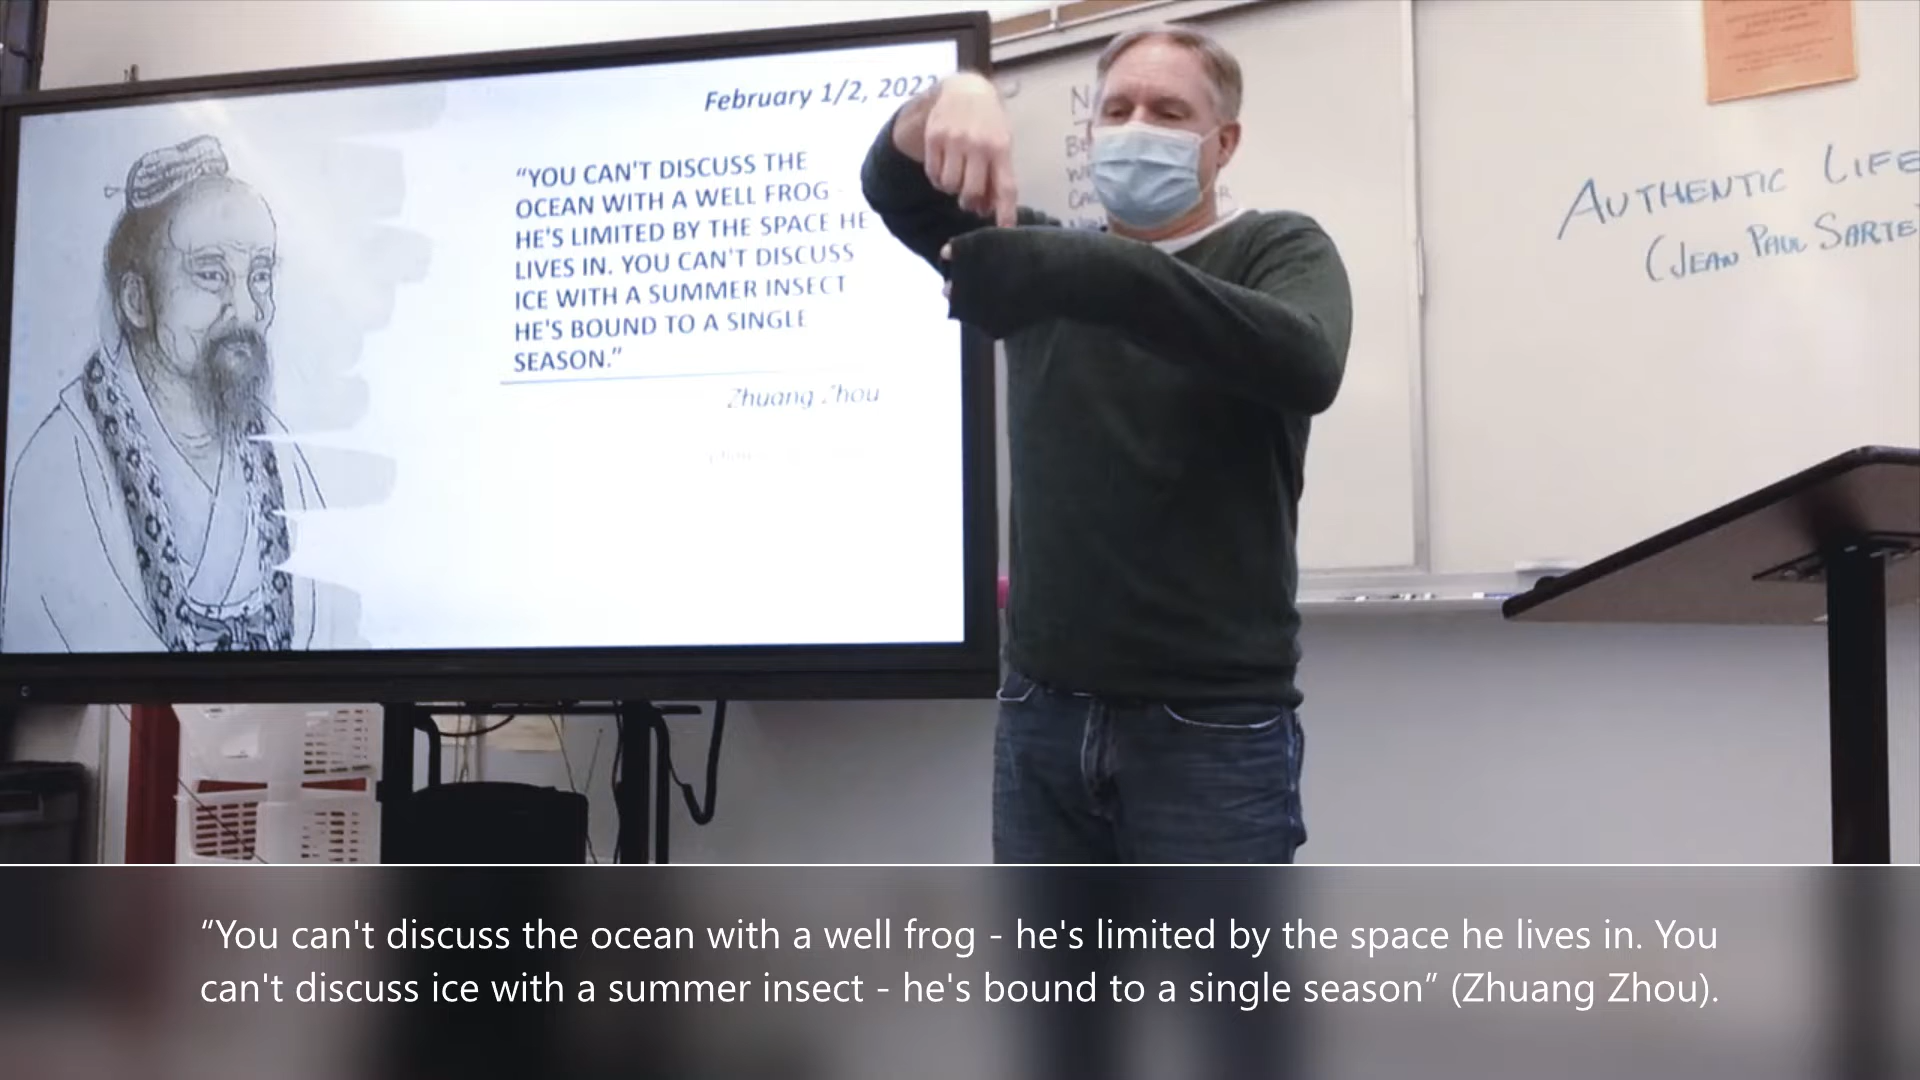 February 1/2, 202
“YOU CAN'T DISCUSS THE
OCEAN WITH A WELL FROG -
HE'S LIMITED BY THE SPACE HE
LIVES IN. YOU CAN'T DISCUSS
ICE WITH A SUMMER INSECT
HE'S BOUND TO A SINGLE
SEASON.”
Zhuang Zhou
AUTHENTIC LIFE
(JEAN PAUL SARTE
“You can't discuss the ocean with a well frog - he's limited by the space he lives in. You
can't discuss ice with a summer insect - he's bound to a single season” (Zhuang Zhou).